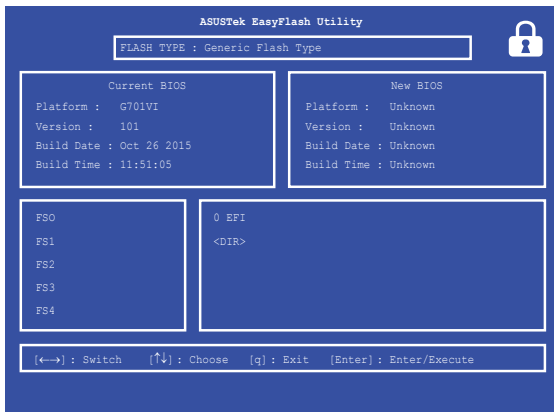 ASUSTek EasyFlash Utility
FLASH TYPE : Generic Flash Type
Current BIOS
Platform : G701VI
Version : 101
Build Date : Oct 26 2015
Build Time : 11:51:05
New BIOS
Platform : Unknown
Version : Unknown
Build Date : Unknown
Build Time : Unknown
FSO
FS1
FS2
FS3
FS4
0 EFI
<DIR>
[←→] : Switch [↑↓] : Choose [q] : Exit [Enter] : Enter/Execute